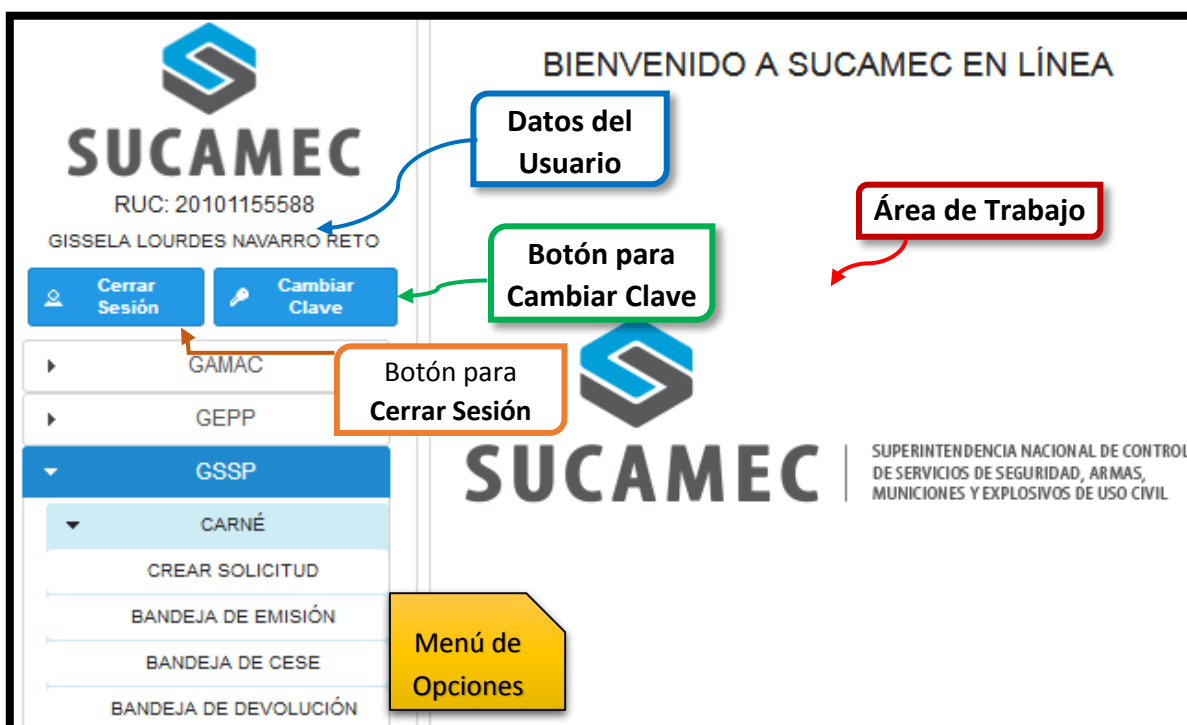 SUCAMEC
RUC: 20101155588
GISSELA LOURDES NAVARRO RETO
Cerrar
Sesión
Cambiar
Clave
GAMAC
GEPP
GSSP
CARNÉ
CREAR SOLICITUD
BANDEJA DE EMISIÓN
BANDEJA DE CESE
BANDEJA DE DEVOLUCIÓN
BIENVENIDO A SUCAMEC EN LÍNEA
Datos del
Usuario
Área de Trabajo
Botón para
Cambiar Clave
Botón para
Cerrar Sesión
SUCAMEC
SUPERINTENDENCIA NACIONAL DE CONTROL
DE SERVICIOS DE SEGURIDAD, ARMAS,
MUNICIONES Y EXPLOSIVOS DE USO CIVIL
Menú de
Opciones